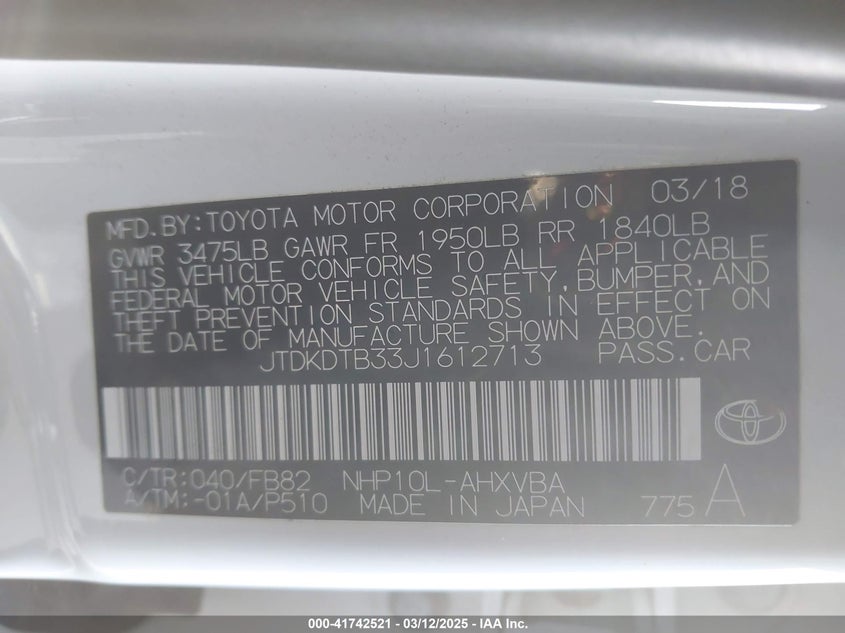 MFD.BY:TOYOTA MOTOR CORPORATION 03/18
GVWR 3475LB GAWR FR 1950LB RR 1840LB
THIS VEHICLE CONFORMS TO ALL APPLICABLE
FEDERAL MOTOR VEHICLE SAFETY,BUMPER,AND
THEFT PREVENTION STANDARDS IN EFFECT ON
THE DATE OF MANUFACTURE SHOWN ABOVE.
JTDKDTB33J1612713 PASS.CAR
C/TR:040/FB82 NHP10L-AHXVBA
A/TM:-01A/P510 MADE IN JAPAN 775 A
000-41742521 - 03/12/2025 - IAA Inc.